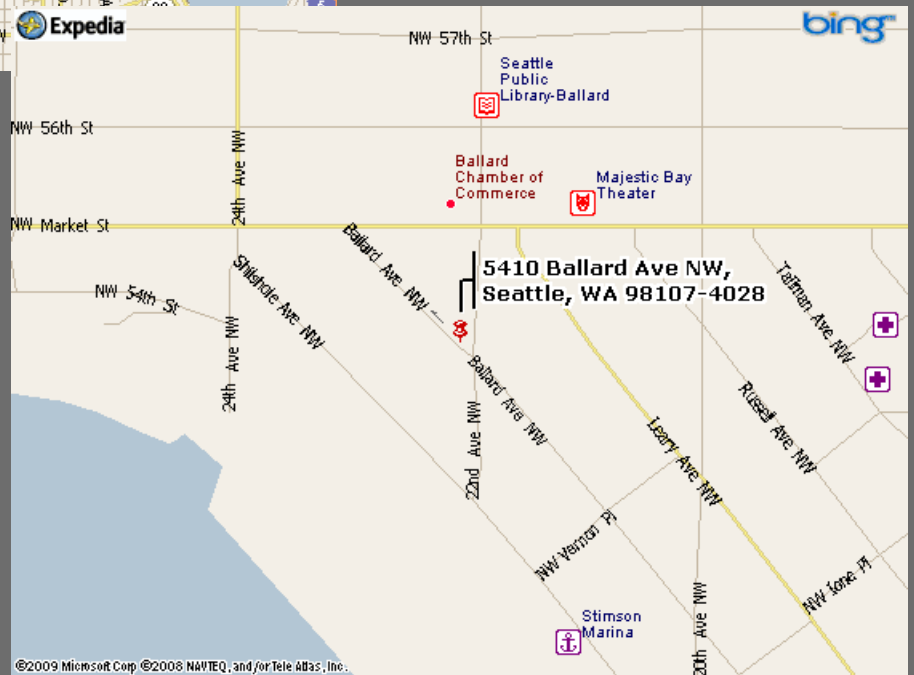 Expedia
bing™
NW 57th St
Seattle
Public
Library-Ballard
NW 56th St
24th Ave NW
Ballard
Chamber of
Commerce
Majestic Bay
Theater
NW Market St
Ballard Ave NW
Shilshole Ave NW
5410 Ballard Ave NW,
Seattle, WA 98107-4028
Tallman Ave NW
NW 54th St
24th Ave NW
Ballard Ave NW
22nd Ave NW
Russell Ave NW
Leary Ave NW
NW Vernon Pl
NW Ione Pl
20th Ave NW
Stimson
Marina
©2009 Microsoft Corp ©2008 NAVTEQ, and/or Tele Atlas, Inc.